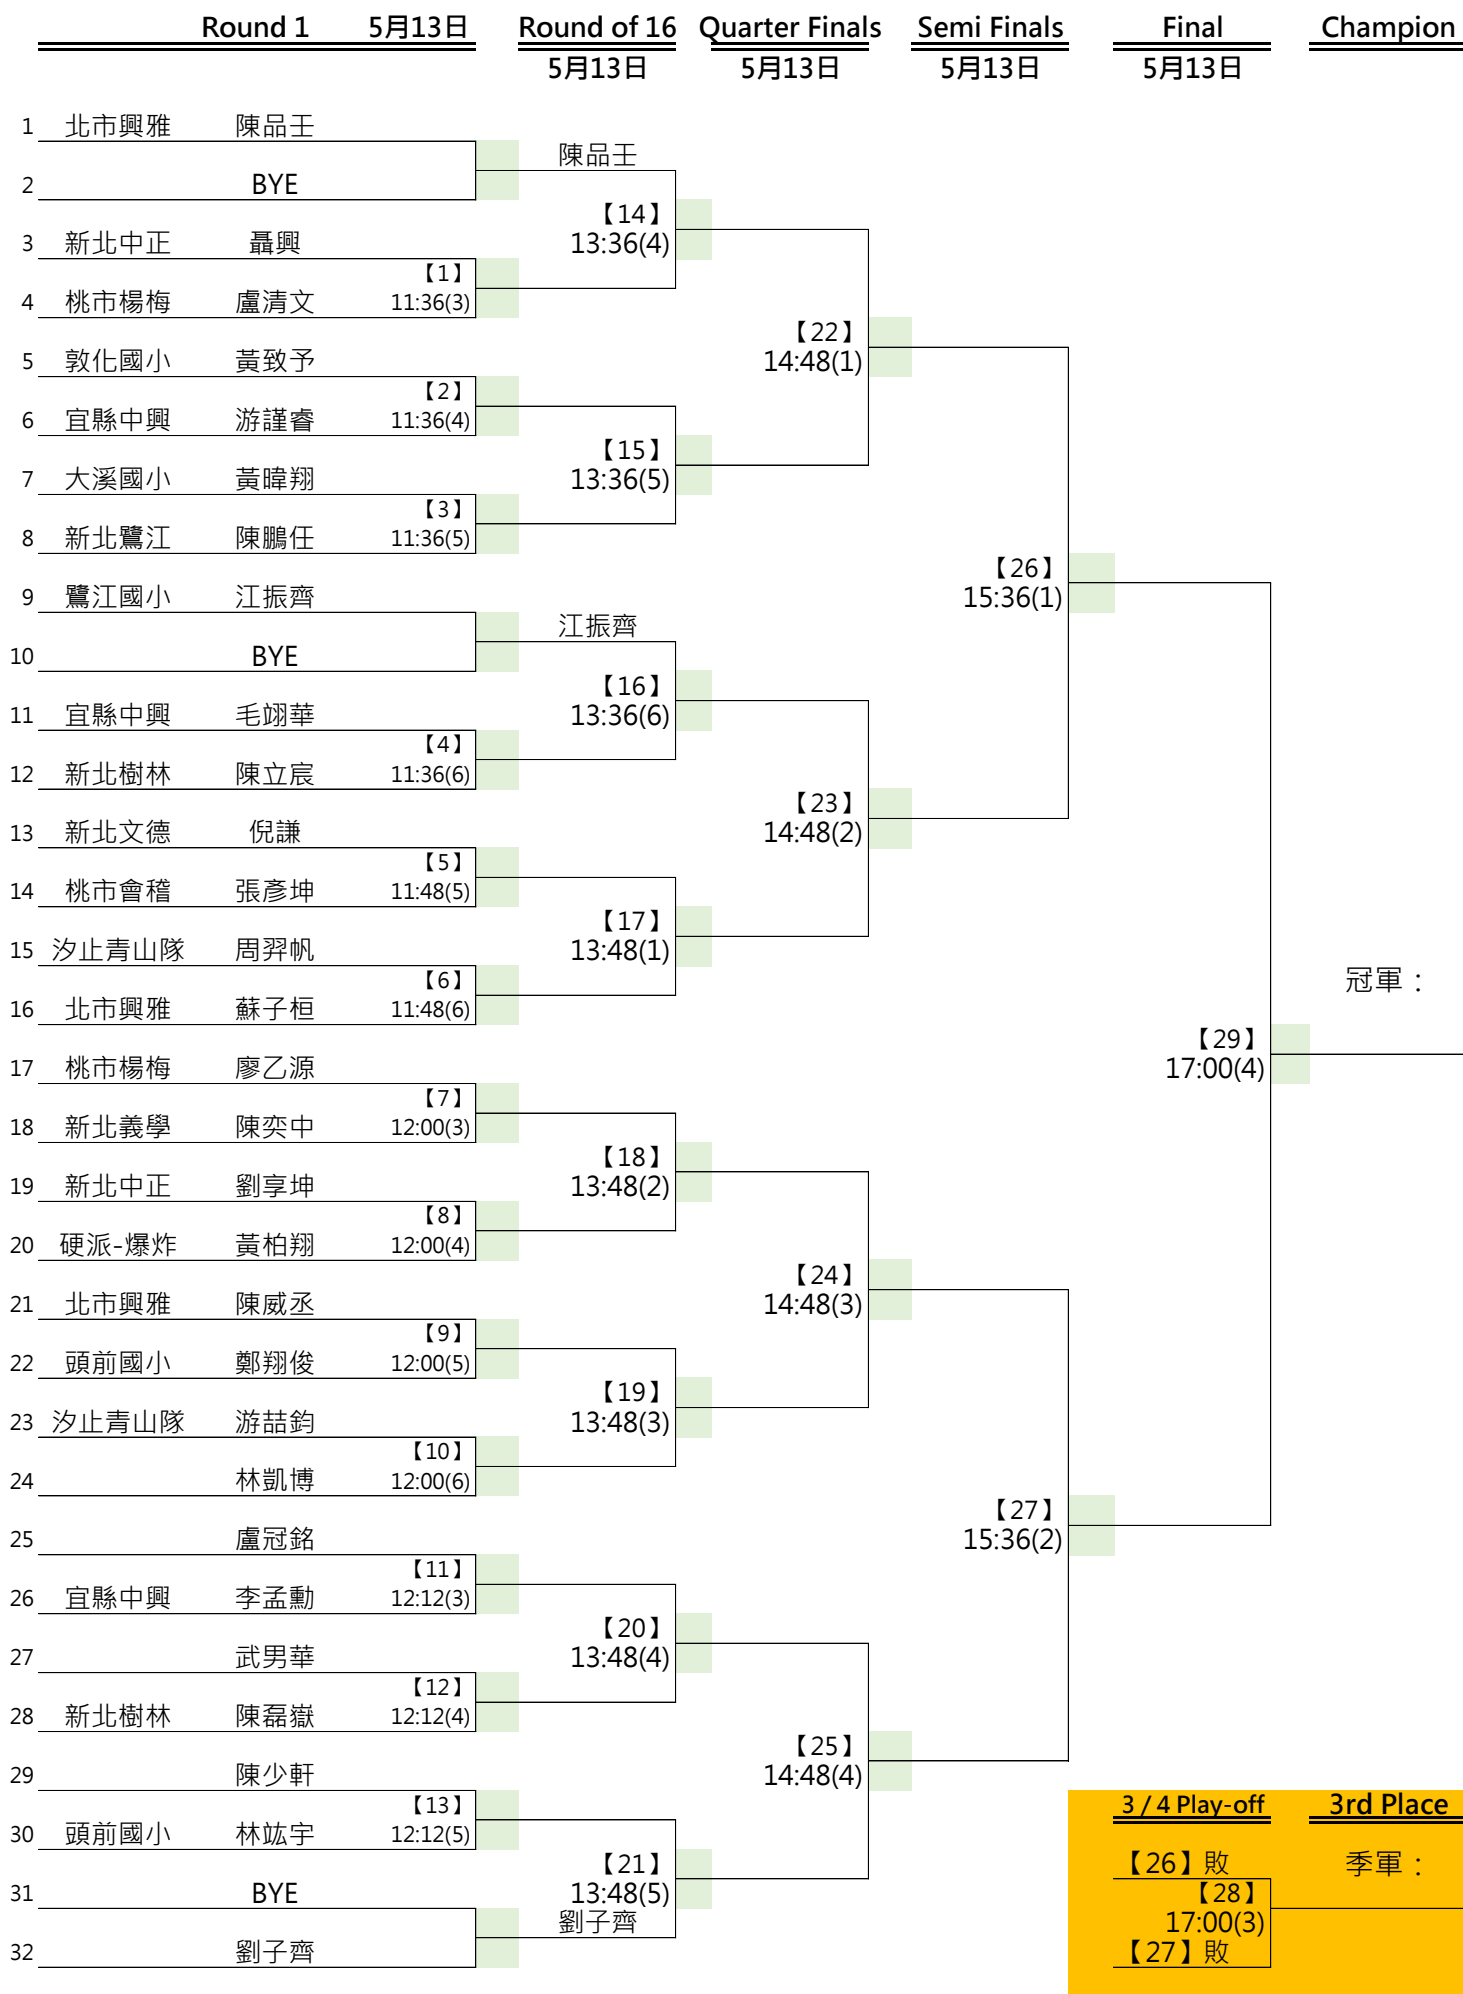 Round 1 5月13日 Round of 16 Quarter Finals Semi Finals Final Champion
5月13日 5月13日 5月13日 5月13日
1 北市興雅 陳品壬
陳品壬
2 BYE
【14】
3 新北中正 聶興 13:36(4)
【1】
4 桃市楊梅 盧清文 11:36(3)
【22】
5 敦化國小 黃致予 14:48(1)
【2】
6 宜縣中興 游謹睿 11:36(4)
【15】
7 大溪國小 黃暐翔 13:36(5)
【3】
8 新北鷺江 陳鵬任 11:36(5)
【26】
9 鷺江國小 江振齊 15:36(1)
江振齊
10 BYE
【16】
11 宜縣中興 毛翊華 13:36(6)
【4】
12 新北樹林 陳立宸 11:36(6)
【23】
13 新北文德 倪謙 14:48(2)
【5】
14 桃市會稽 張彥坤 11:48(5)
【17】
15 汐止青山隊 周羿帆 13:48(1)
【6】
冠軍：
16 北市興雅 蘇子桓 11:48(6)
【29】
17 桃市楊梅 廖乙源 17:00(4)
【7】
18 新北義學 陳奕中 12:00(3)
【18】
19 新北中正 劉享坤 13:48(2)
【8】
20 硬派-爆炸 黃柏翔 12:00(4)
【24】
21 北市興雅 陳威丞 14:48(3)
【9】
22 頭前國小 鄭翔俊 12:00(5)
【19】
23 汐止青山隊 游喆鈞 13:48(3)
【10】
24 林凱博 12:00(6)
【27】
25 盧冠銘 15:36(2)
【11】
26 宜縣中興 李孟勳 12:12(3)
【20】
27 武男華 13:48(4)
【12】
28 新北樹林 陳磊嶽 12:12(4)
【25】
29 陳少軒 14:48(4)
【13】 3 / 4 Play-off 3rd Place
30 頭前國小 林竑宇 12:12(5)
【21】 【26】敗 季軍：
31 BYE 13:48(5) 【28】
劉子齊 17:00(3)
32 劉子齊 【27】敗